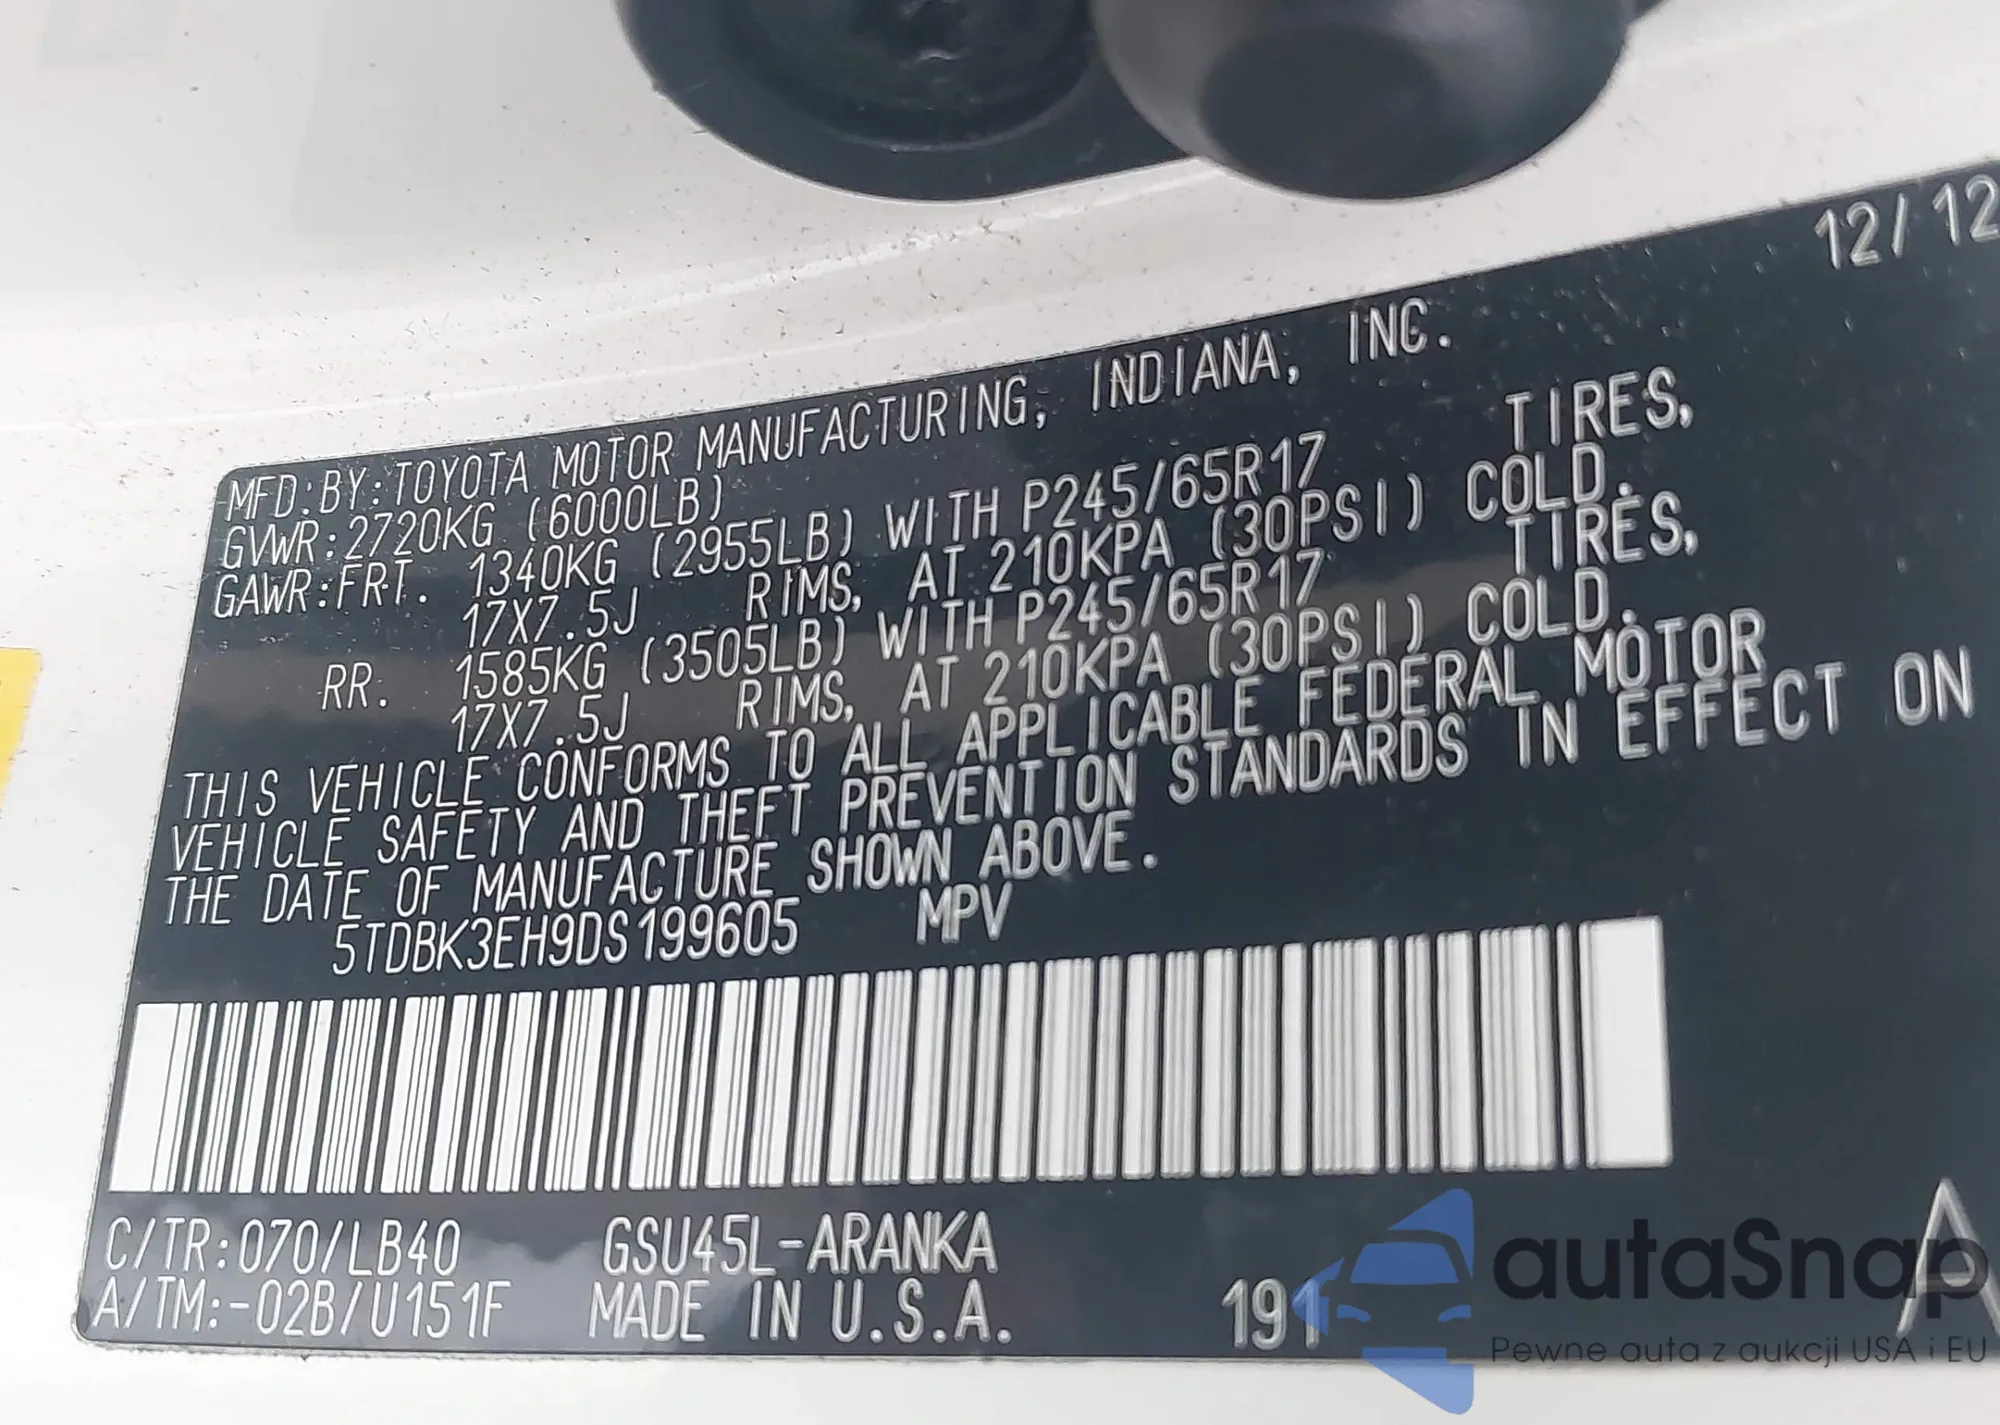 12/12
MFD.BY:TOYOTA MOTOR MANUFACTURING, INDIANA, INC.
GVWR:2720KG (6000LB)
GAWR:FRT. 1340KG (2955LB) WITH P245/65R17 TIRES,
17X7.5J RIMS, AT 210KPA (30PSI) COLD.
RR. 1585KG (3505LB) WITH P245/65R17 TIRES,
17X7.5J RIMS, AT 210KPA (30PSI) COLD.
THIS VEHICLE CONFORMS TO ALL APPLICABLE FEDERAL MOTOR
VEHICLE SAFETY AND THEFT PREVENTION STANDARDS IN EFFECT ON
THE DATE OF MANUFACTURE SHOWN ABOVE.
5TDBK3EH9DS199605 MPV
C/TR:070/LB40 GSU45L-ARANKA
A/TM:-02B/U151F MADE IN U.S.A. 191 A
autaSnap
Pewne auta z aukcji USA i EU